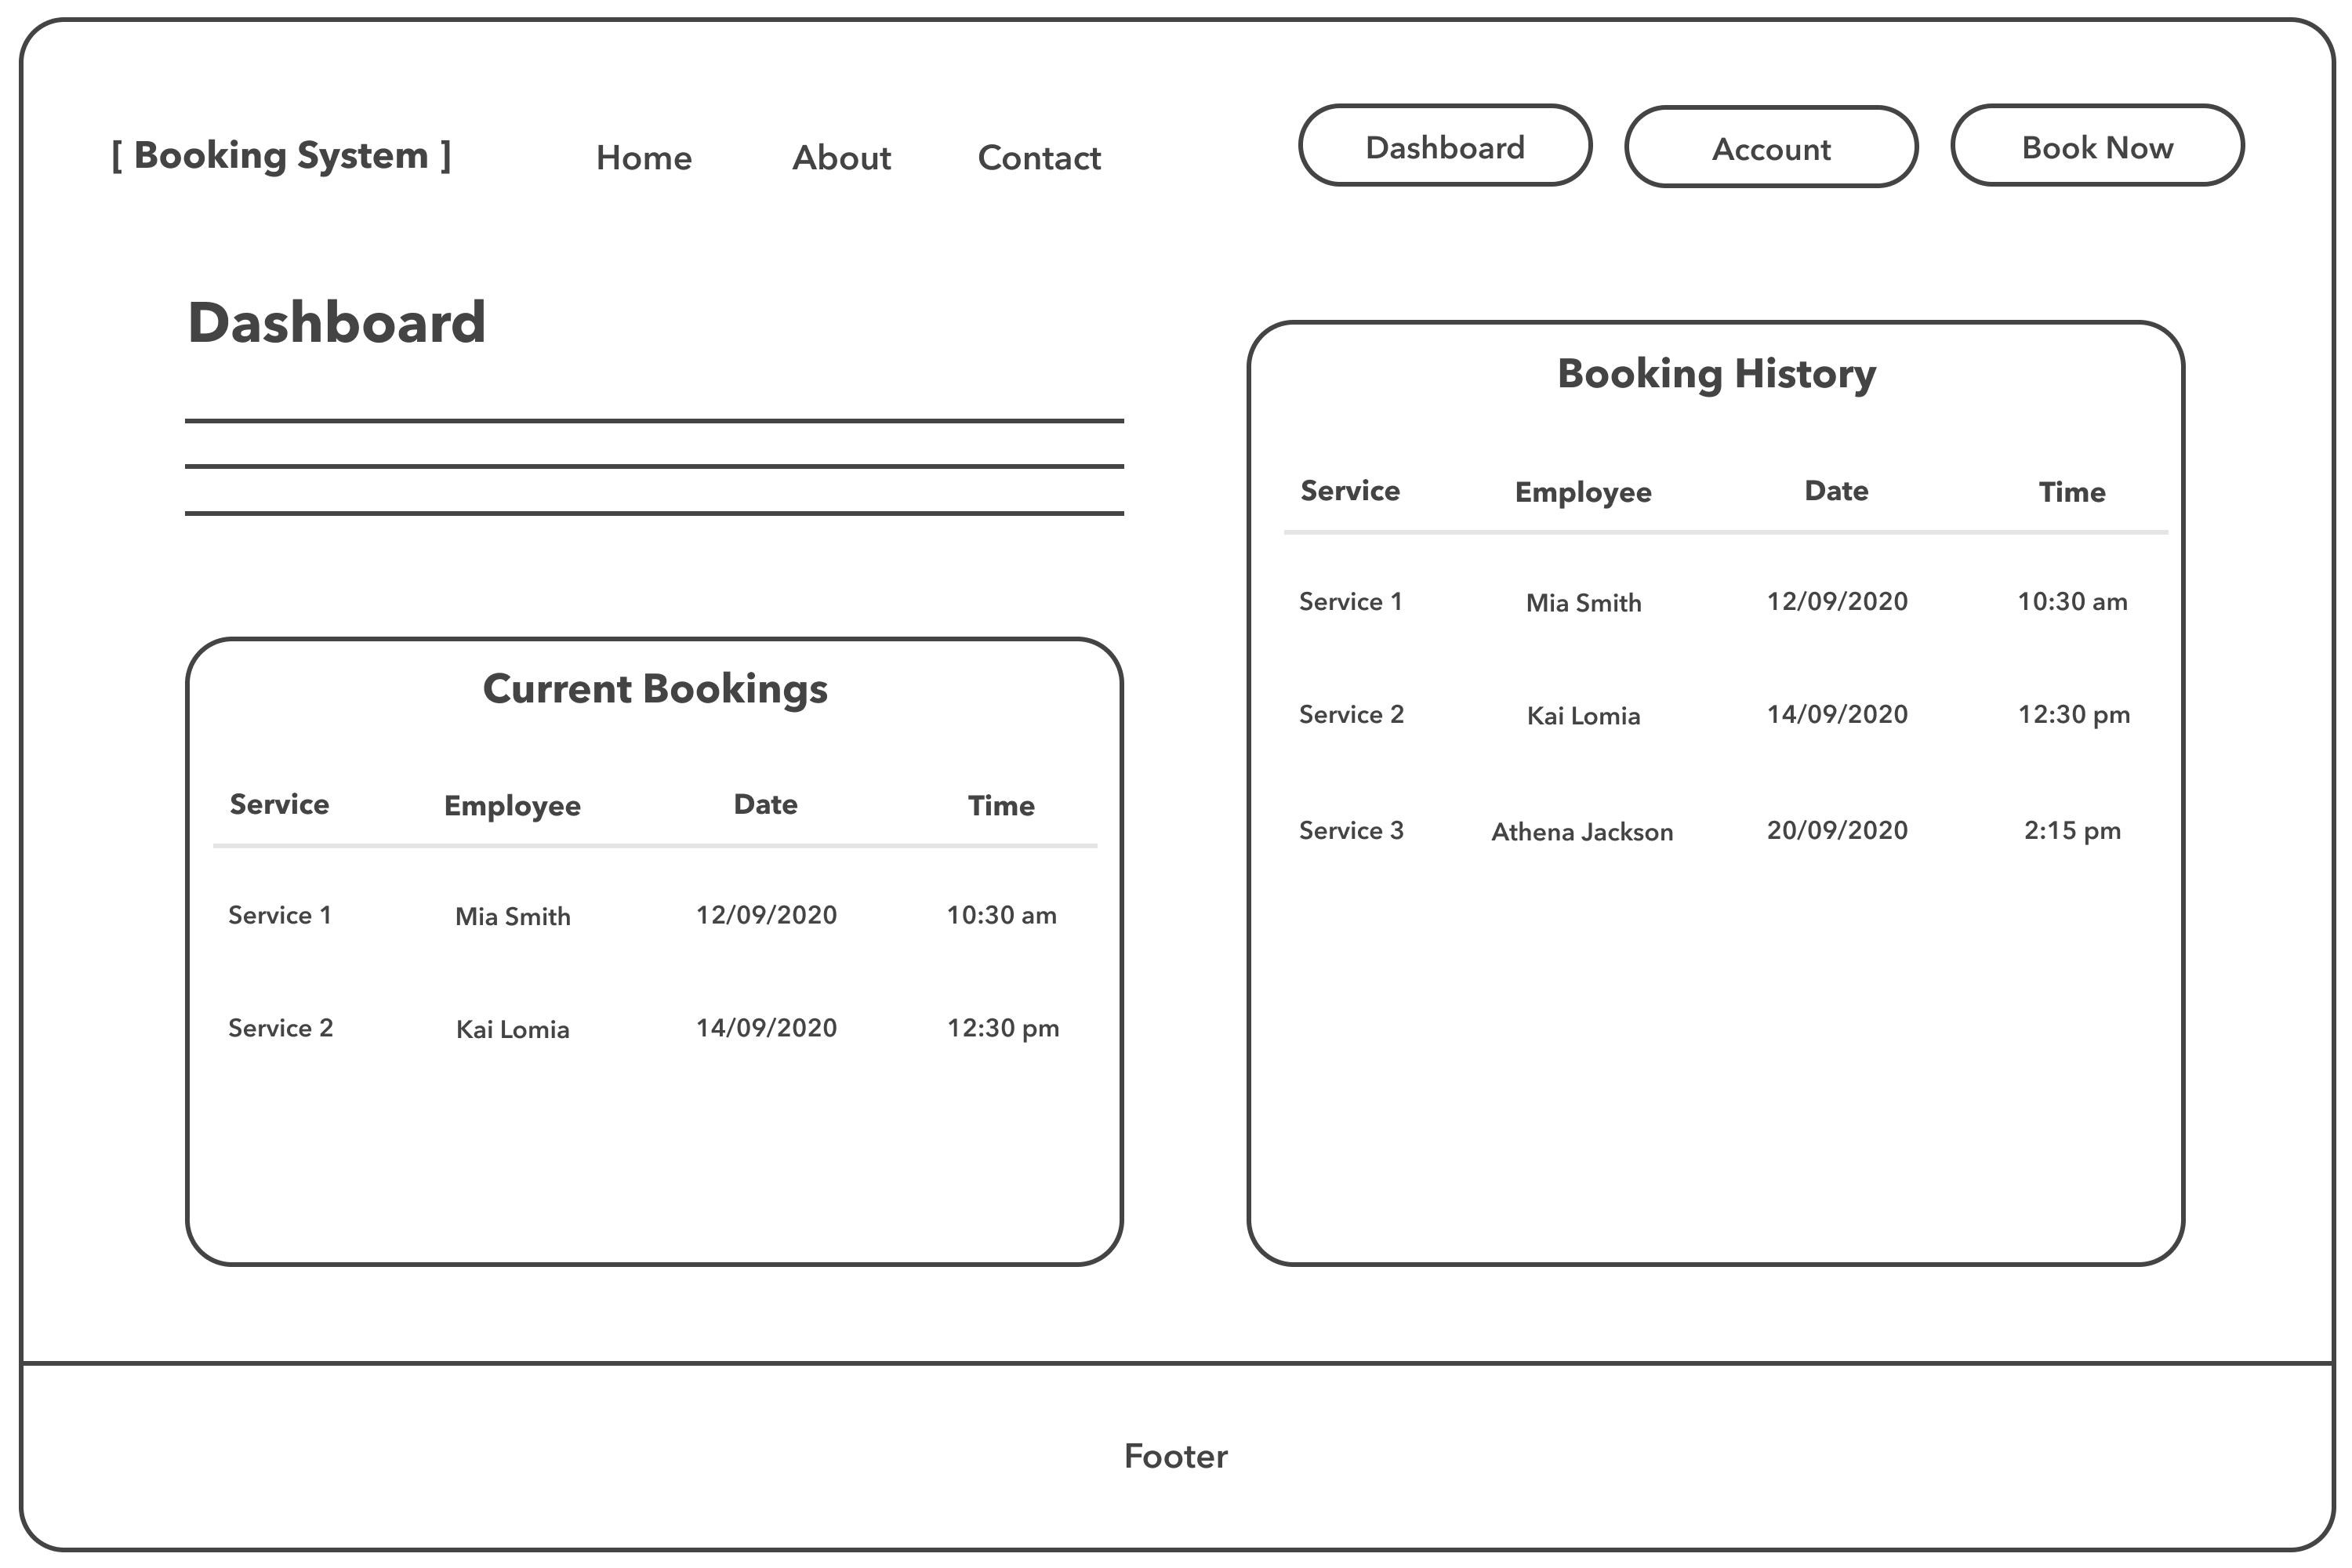 [ Booking System ] Home About Contact Dashboard Account Book Now
Dashboard
Current Bookings
Service Employee Date Time
Service 1 Mia Smith 12/09/2020 10:30 am
Service 2 Kai Lomia 14/09/2020 12:30 pm
Booking History
Service Employee Date Time
Service 1 Mia Smith 12/09/2020 10:30 am
Service 2 Kai Lomia 14/09/2020 12:30 pm
Service 3 Athena Jackson 20/09/2020 2:15 pm
Footer